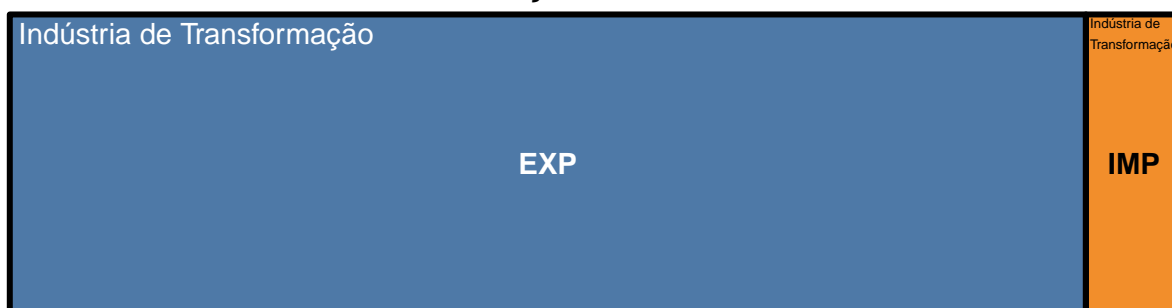 Indústria de Transformação
EXP
Indústria de
Transformaçã
IMP